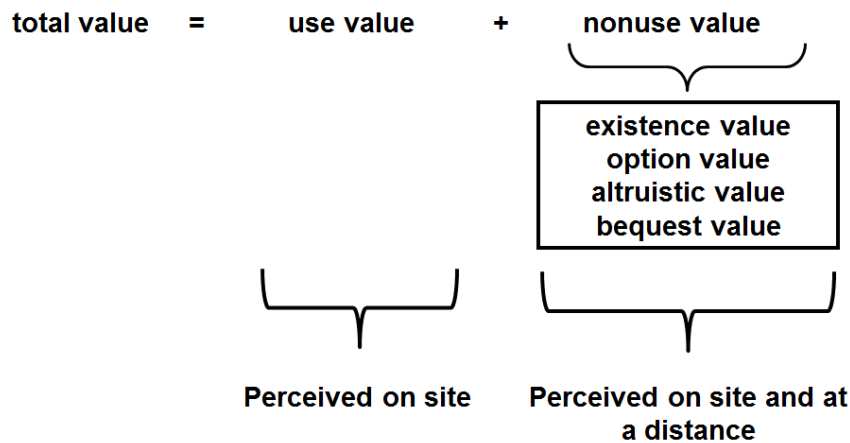 total value = use value + nonuse value
existence value
option value
altruistic value
bequest value
Perceived on site
Perceived on site and at
a distance